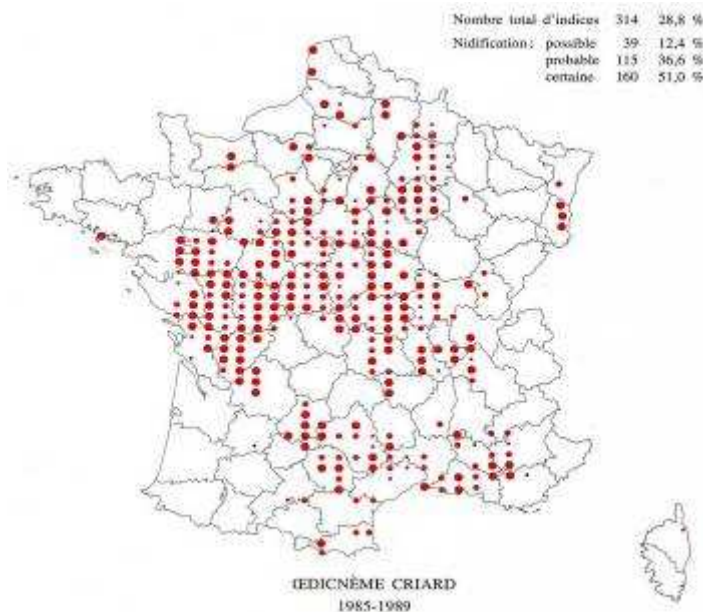 Nombre total d'indices 314 28,8 %
Nidification: possible 39 12,4 %
probable 115 36,6 %
certaine 160 51,0 %
ŒDICNÈME CRIARD
1985-1989